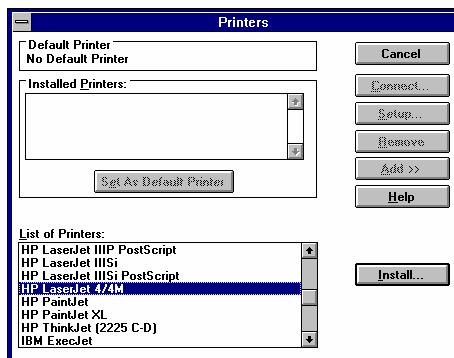 Printers
Default Printer
No Default Printer
Cancel
Installed Printers:
Connect...
Setup...
Remove
Add >>
Set As Default Printer
Help
List of Printers:
HP LaserJet IIIP PostScript
HP LaserJet IIISi
HP LaserJet IIISi PostScript
HP LaserJet 4/4M
HP PaintJet
HP PaintJet XL
HP ThinkJet (2225 C-D)
IBM ExecJet
Install...